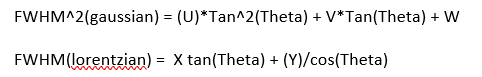 FWHM^2(gaussian) = (U)*Tan^2(Theta) + V*Tan(Theta) + W
FWHM(lorentzian) = X tan(Theta) + (Y)/cos(Theta)